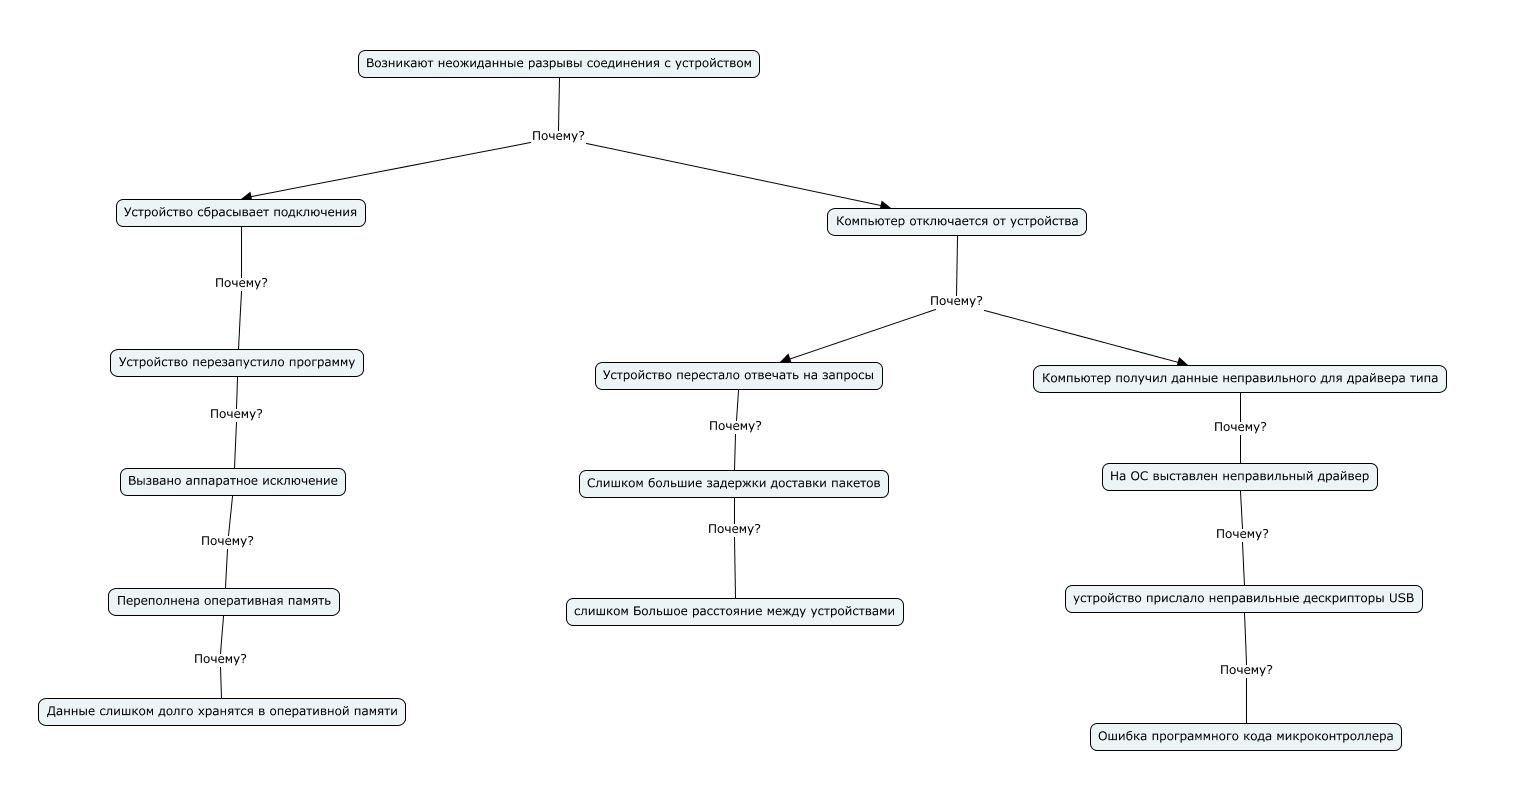 Возникают неожиданные разрывы соединения с устройством
Почему?
Устройство сбрасывает подключения
Компьютер отключается от устройства
Почему?
Почему?
Устройство перезапустило программу
Устройство перестало отвечать на запросы
Компьютер получил данные неправильного для драйвера типа
Почему?
Почему?
Почему?
Вызвано аппаратное исключение
Слишком большие задержки доставки пакетов
На ОС выставлен неправильный драйвер
Почему?
Почему?
Почему?
Переполнена оперативная память
слишком Большое расстояние между устройствами
устройство прислало неправильные дескрипторы USB
Почему?
Почему?
Данные слишком долго хранятся в оперативной памяти
Ошибка программного кода микроконтроллера